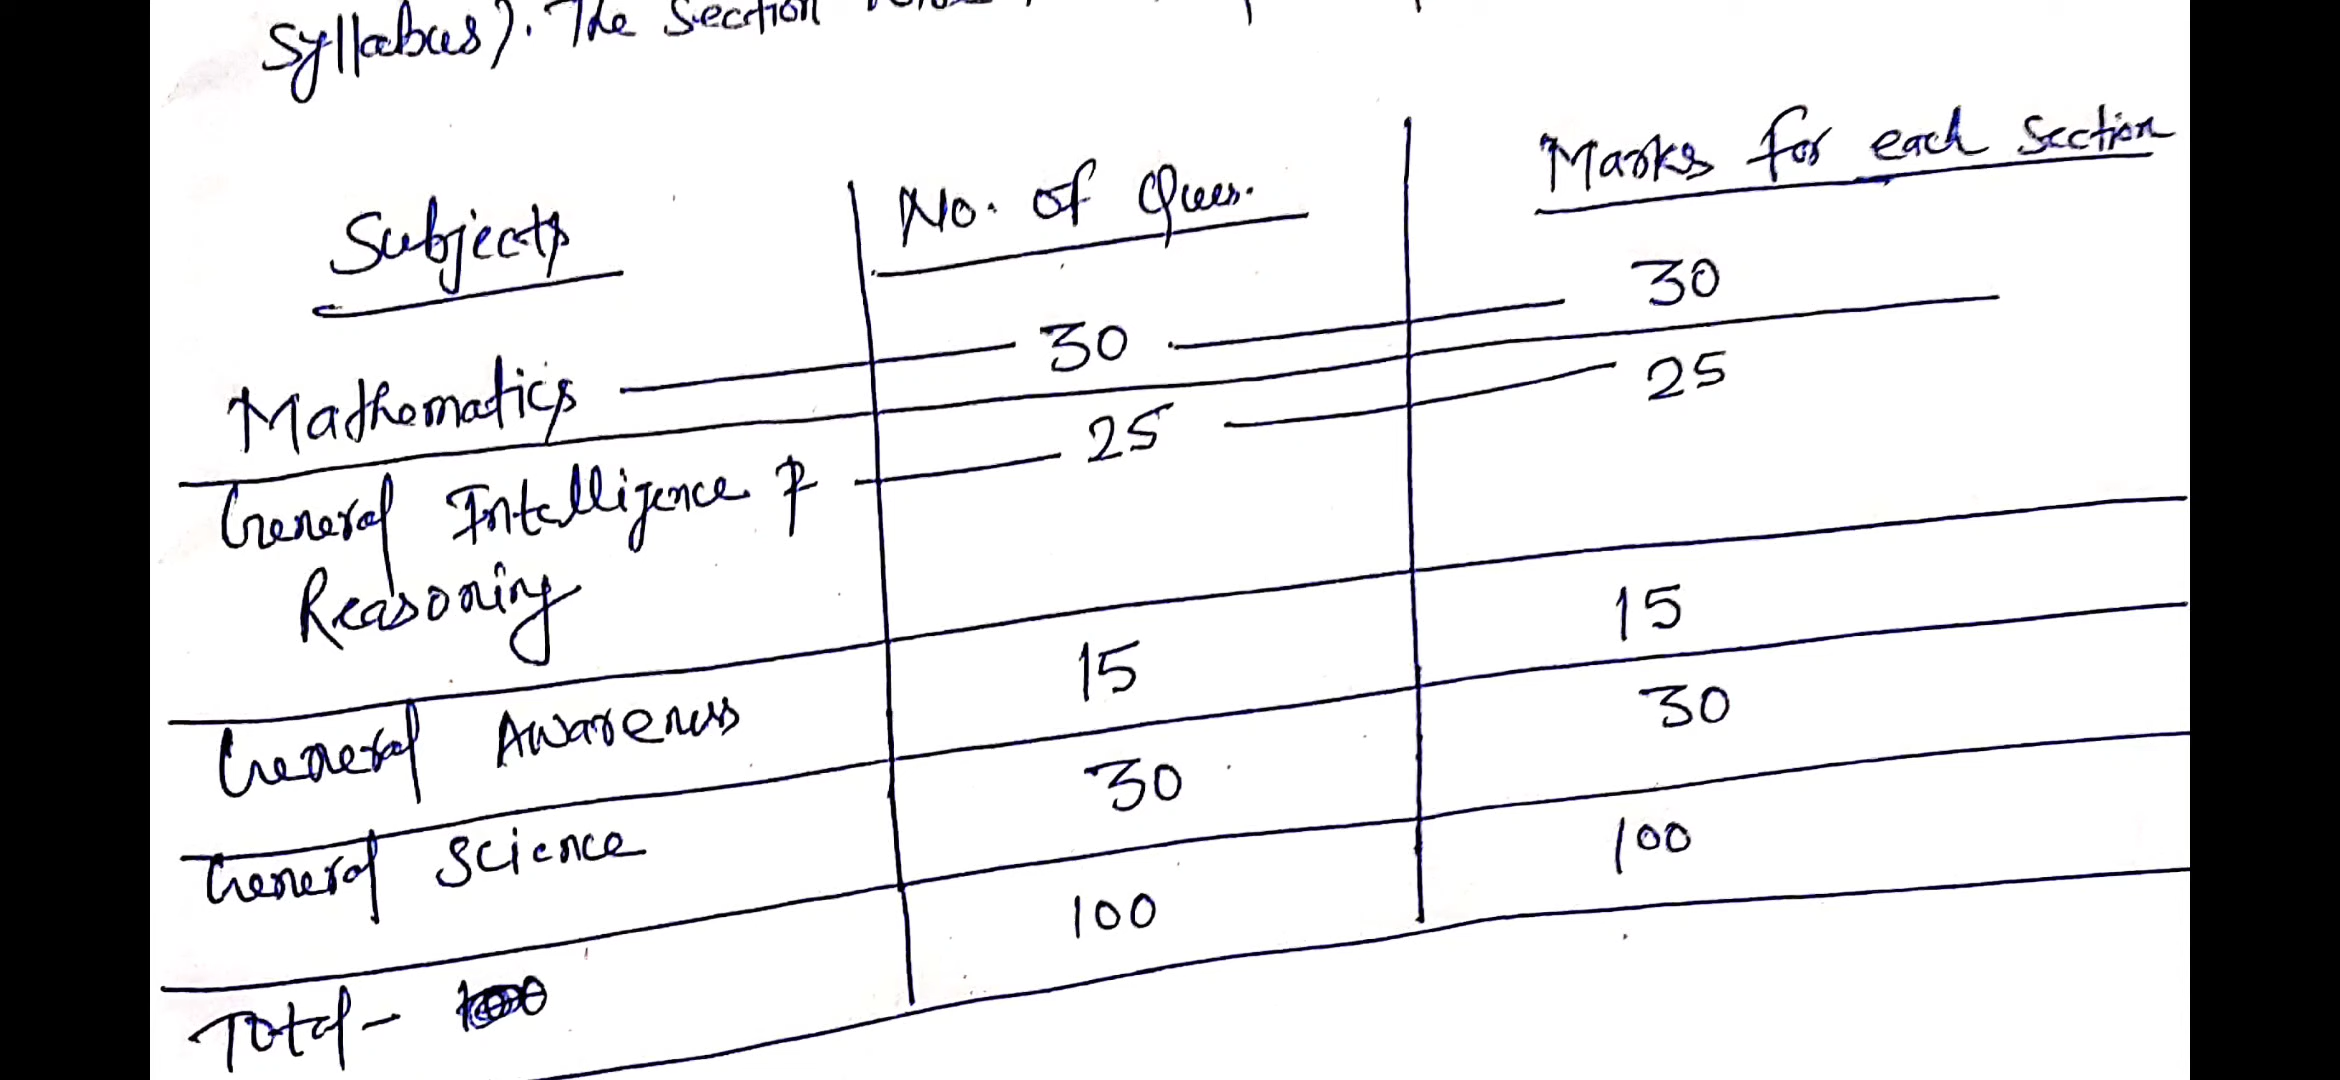 Syllabus). The Section
Subjects No. of Ques. Marks for each Section
Mathematics 30 30
General Intelligence & 25 25
Reasoning
General Awareness 15 15
General Science 30 30
Total - 100 100